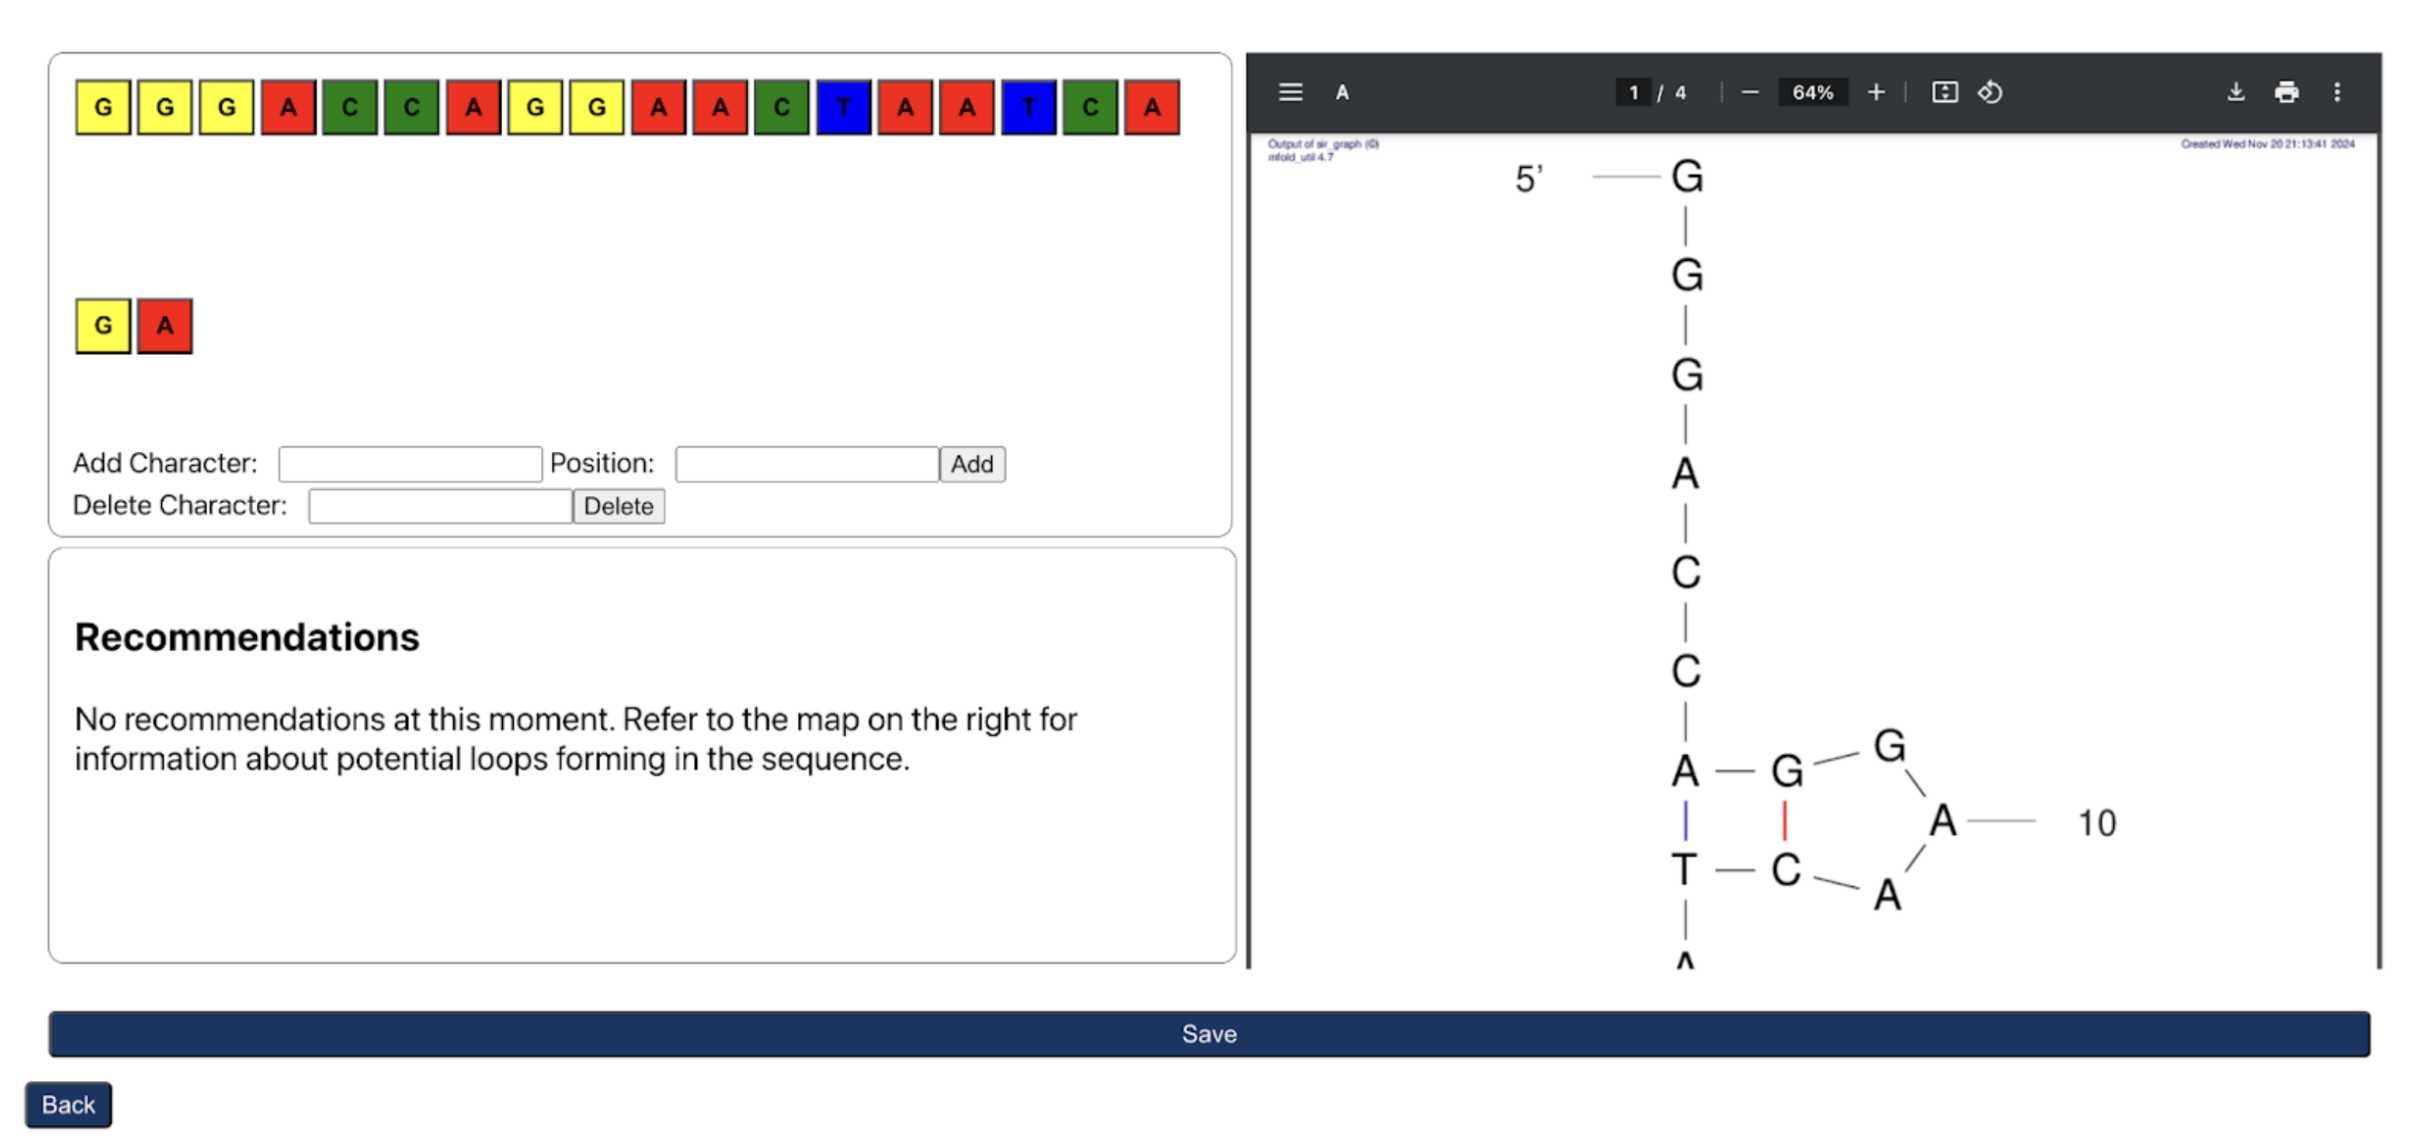 G G G A C C A G G A A C T A A T C A
G A
Add Character: Position: Add
Delete Character: Delete
Recommendations
No recommendations at this moment. Refer to the map on the right for
information about potential loops forming in the sequence.
A 1 / 4 64%
Output of sir_graph (©)
mfold_util 4.7
Created Wed Nov 20 21:13:41 2024
5' G
G
G
A
C
C
A G G
A 10
T C A
A
Save
Back